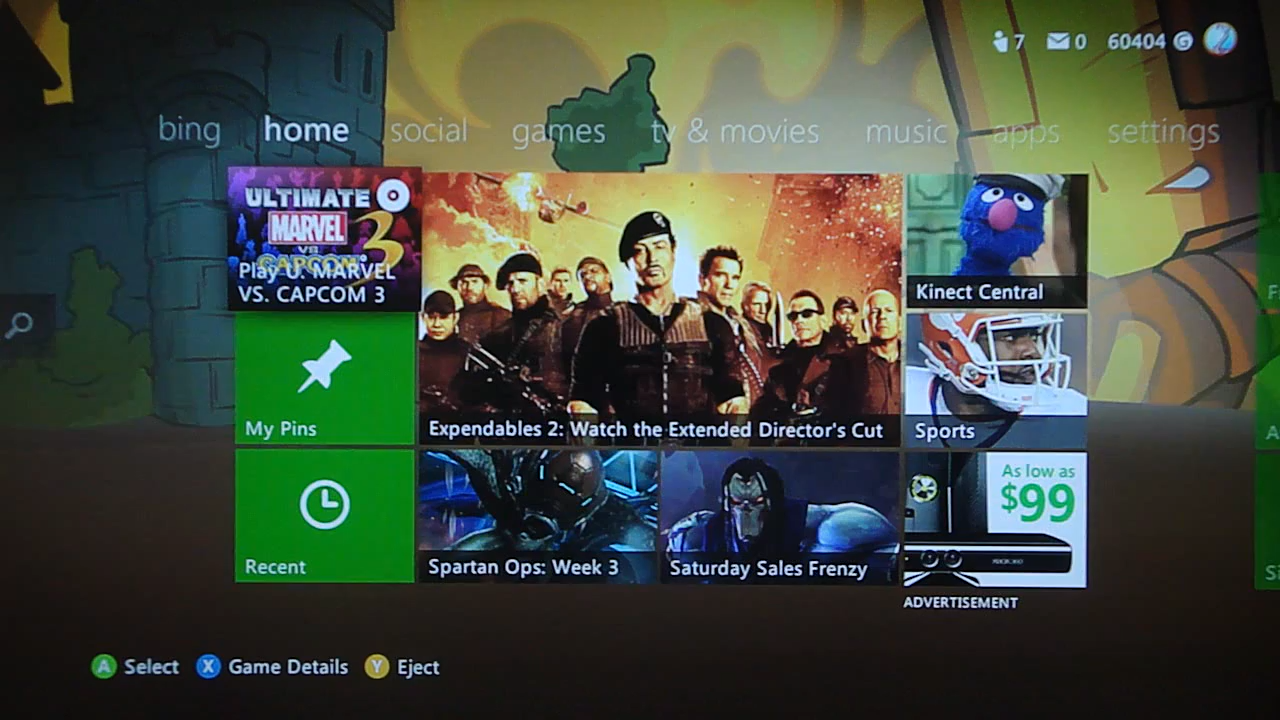 7 0 60404 G
bing home social games tv & movies music apps settings
ULTIMATE
MARVEL
VS.
CAPCOM
3
Play U. MARVEL
VS. CAPCOM 3
Kinect Central
My Pins
Expendables 2: Watch the Extended Director's Cut
Sports
As low as
$99
XBOX 360
Recent
Spartan Ops: Week 3
Saturday Sales Frenzy
ADVERTISEMENT
A Select X Game Details Y Eject